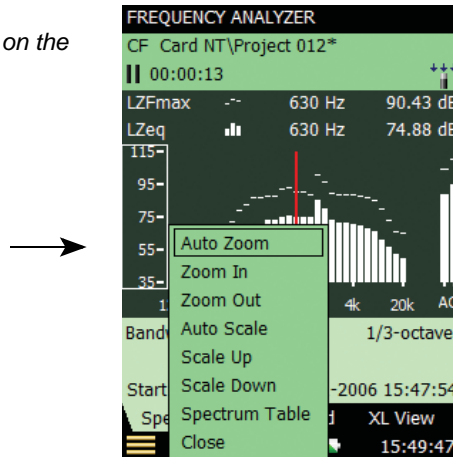 on the
FREQUENCY ANALYZER
CF Card NT\Project 012*
00:00:13
LZFmax 630 Hz 90.43 dB
LZeq 630 Hz 74.88 dB
115
95
75
55
35
4k 20k
Auto Zoom
Zoom In
Zoom Out
Auto Scale
Scale Up
Scale Down
Spectrum Table
Close
1/3-octave
Start -2006 15:47:54
XL View
15:49:47